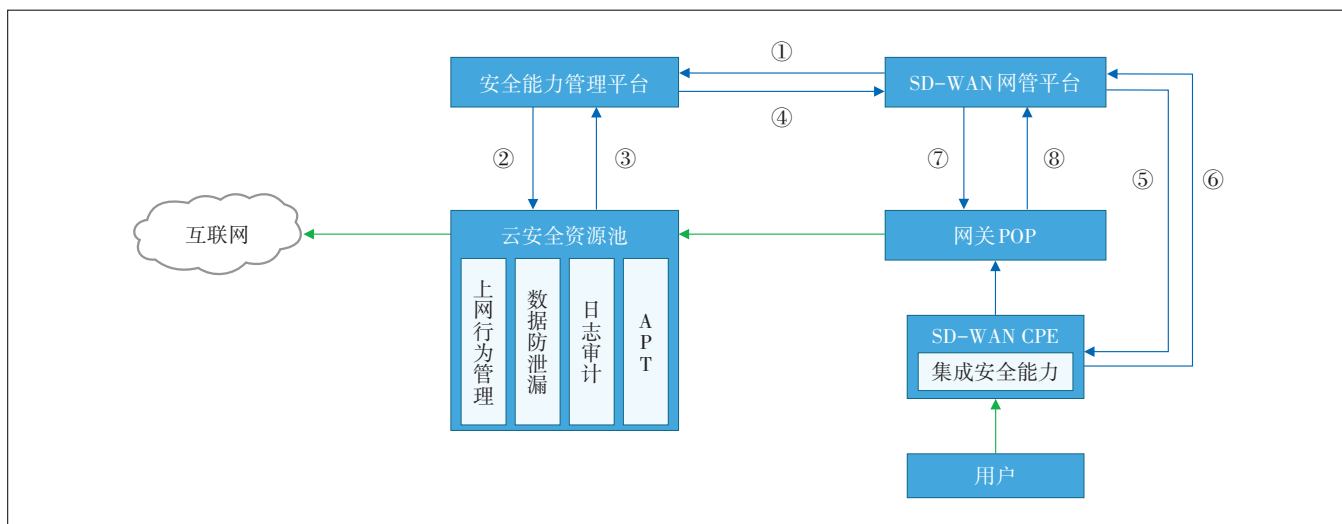 ①
安全能力管理平台
SD-WAN网管平台
④
②
③
⑦
⑧
⑤
⑥
互联网
云安全资源池
网关POP
上网行为管理
数据防泄漏
日志审计
APT
SD-WAN CPE
集成安全能力
用户